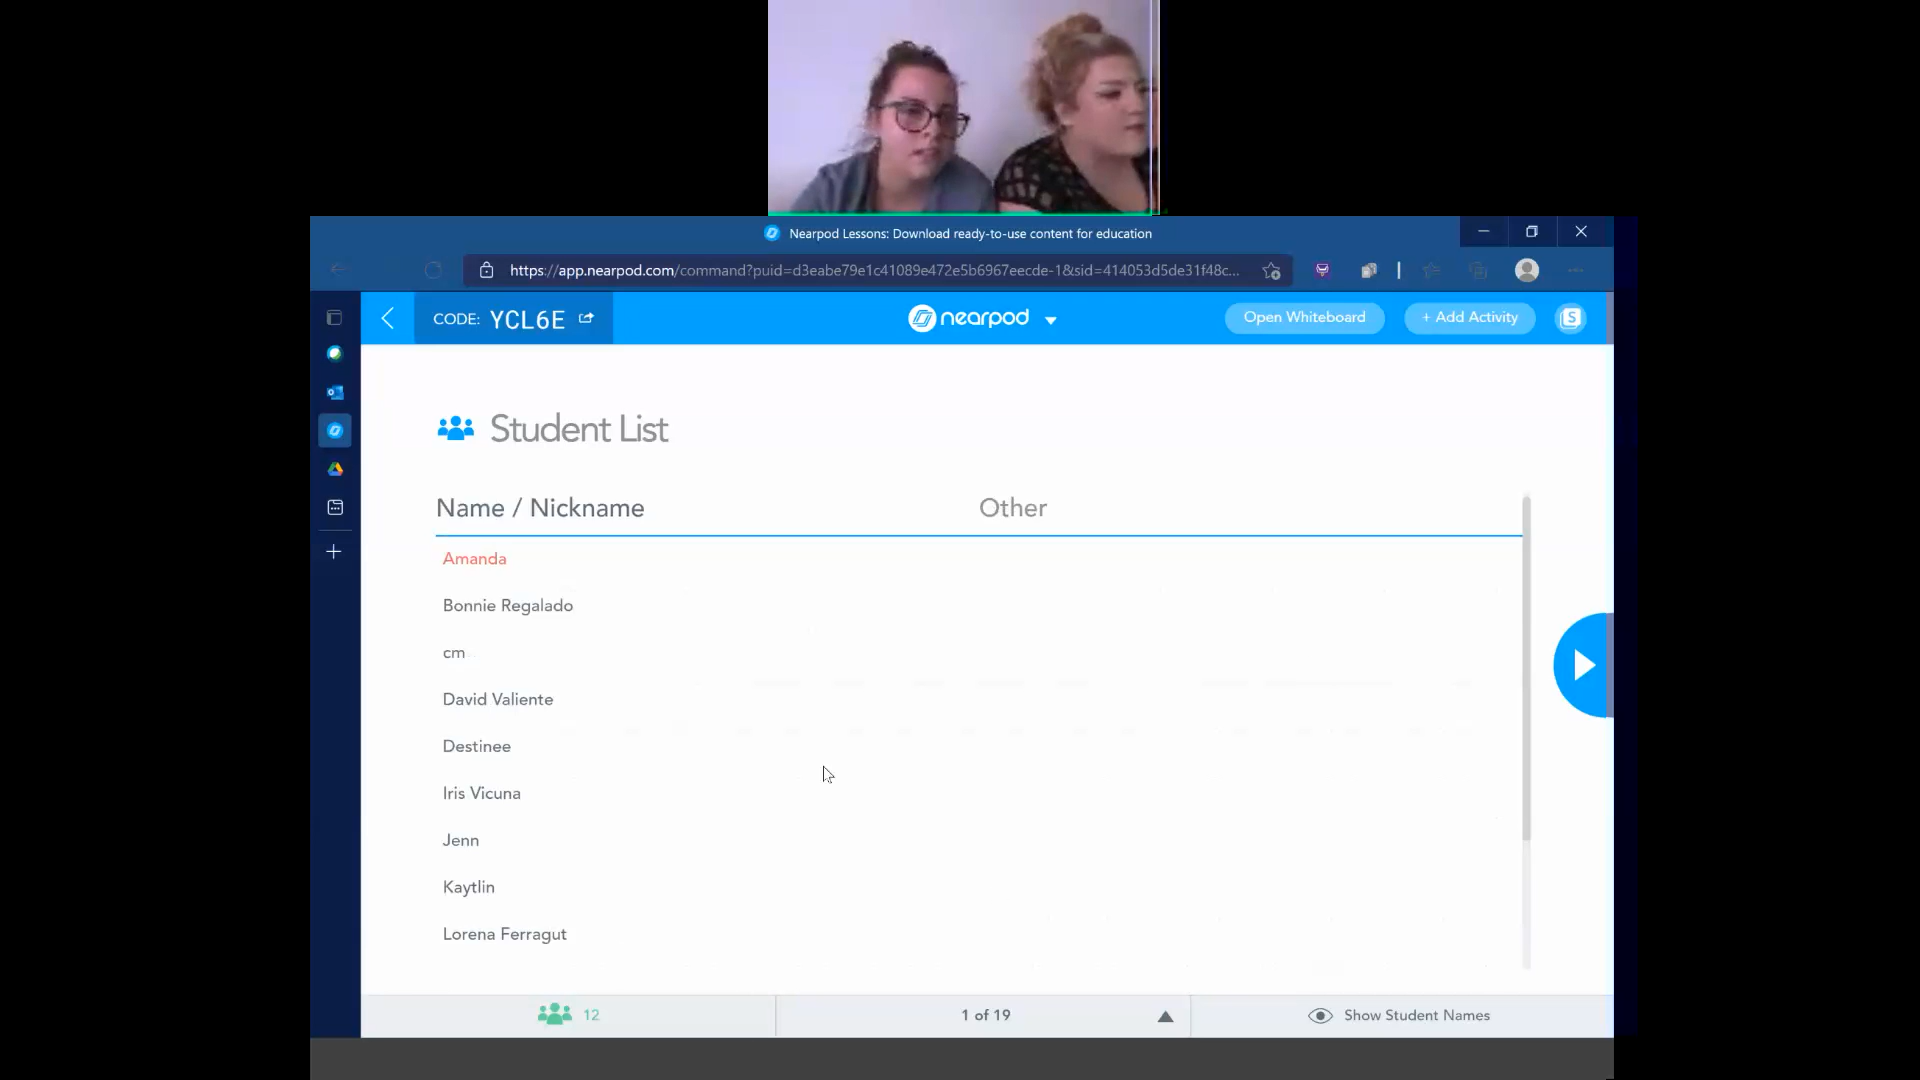 Nearpod Lessons: Download ready-to-use content for education
https://app.nearpod.com/command?puid=d3eabe79e1c41089e472e5b6967eecde-1&sid=414053d5de31f48c...
CODE: YCL6E
nearpod
Open Whiteboard
+ Add Activity
S
Student List
Name / Nickname
Other
Amanda
Bonnie Regalado
cm
David Valiente
Destinee
Iris Vicuna
Jenn
Kaytlin
Lorena Ferragut
12
1 of 19
Show Student Names